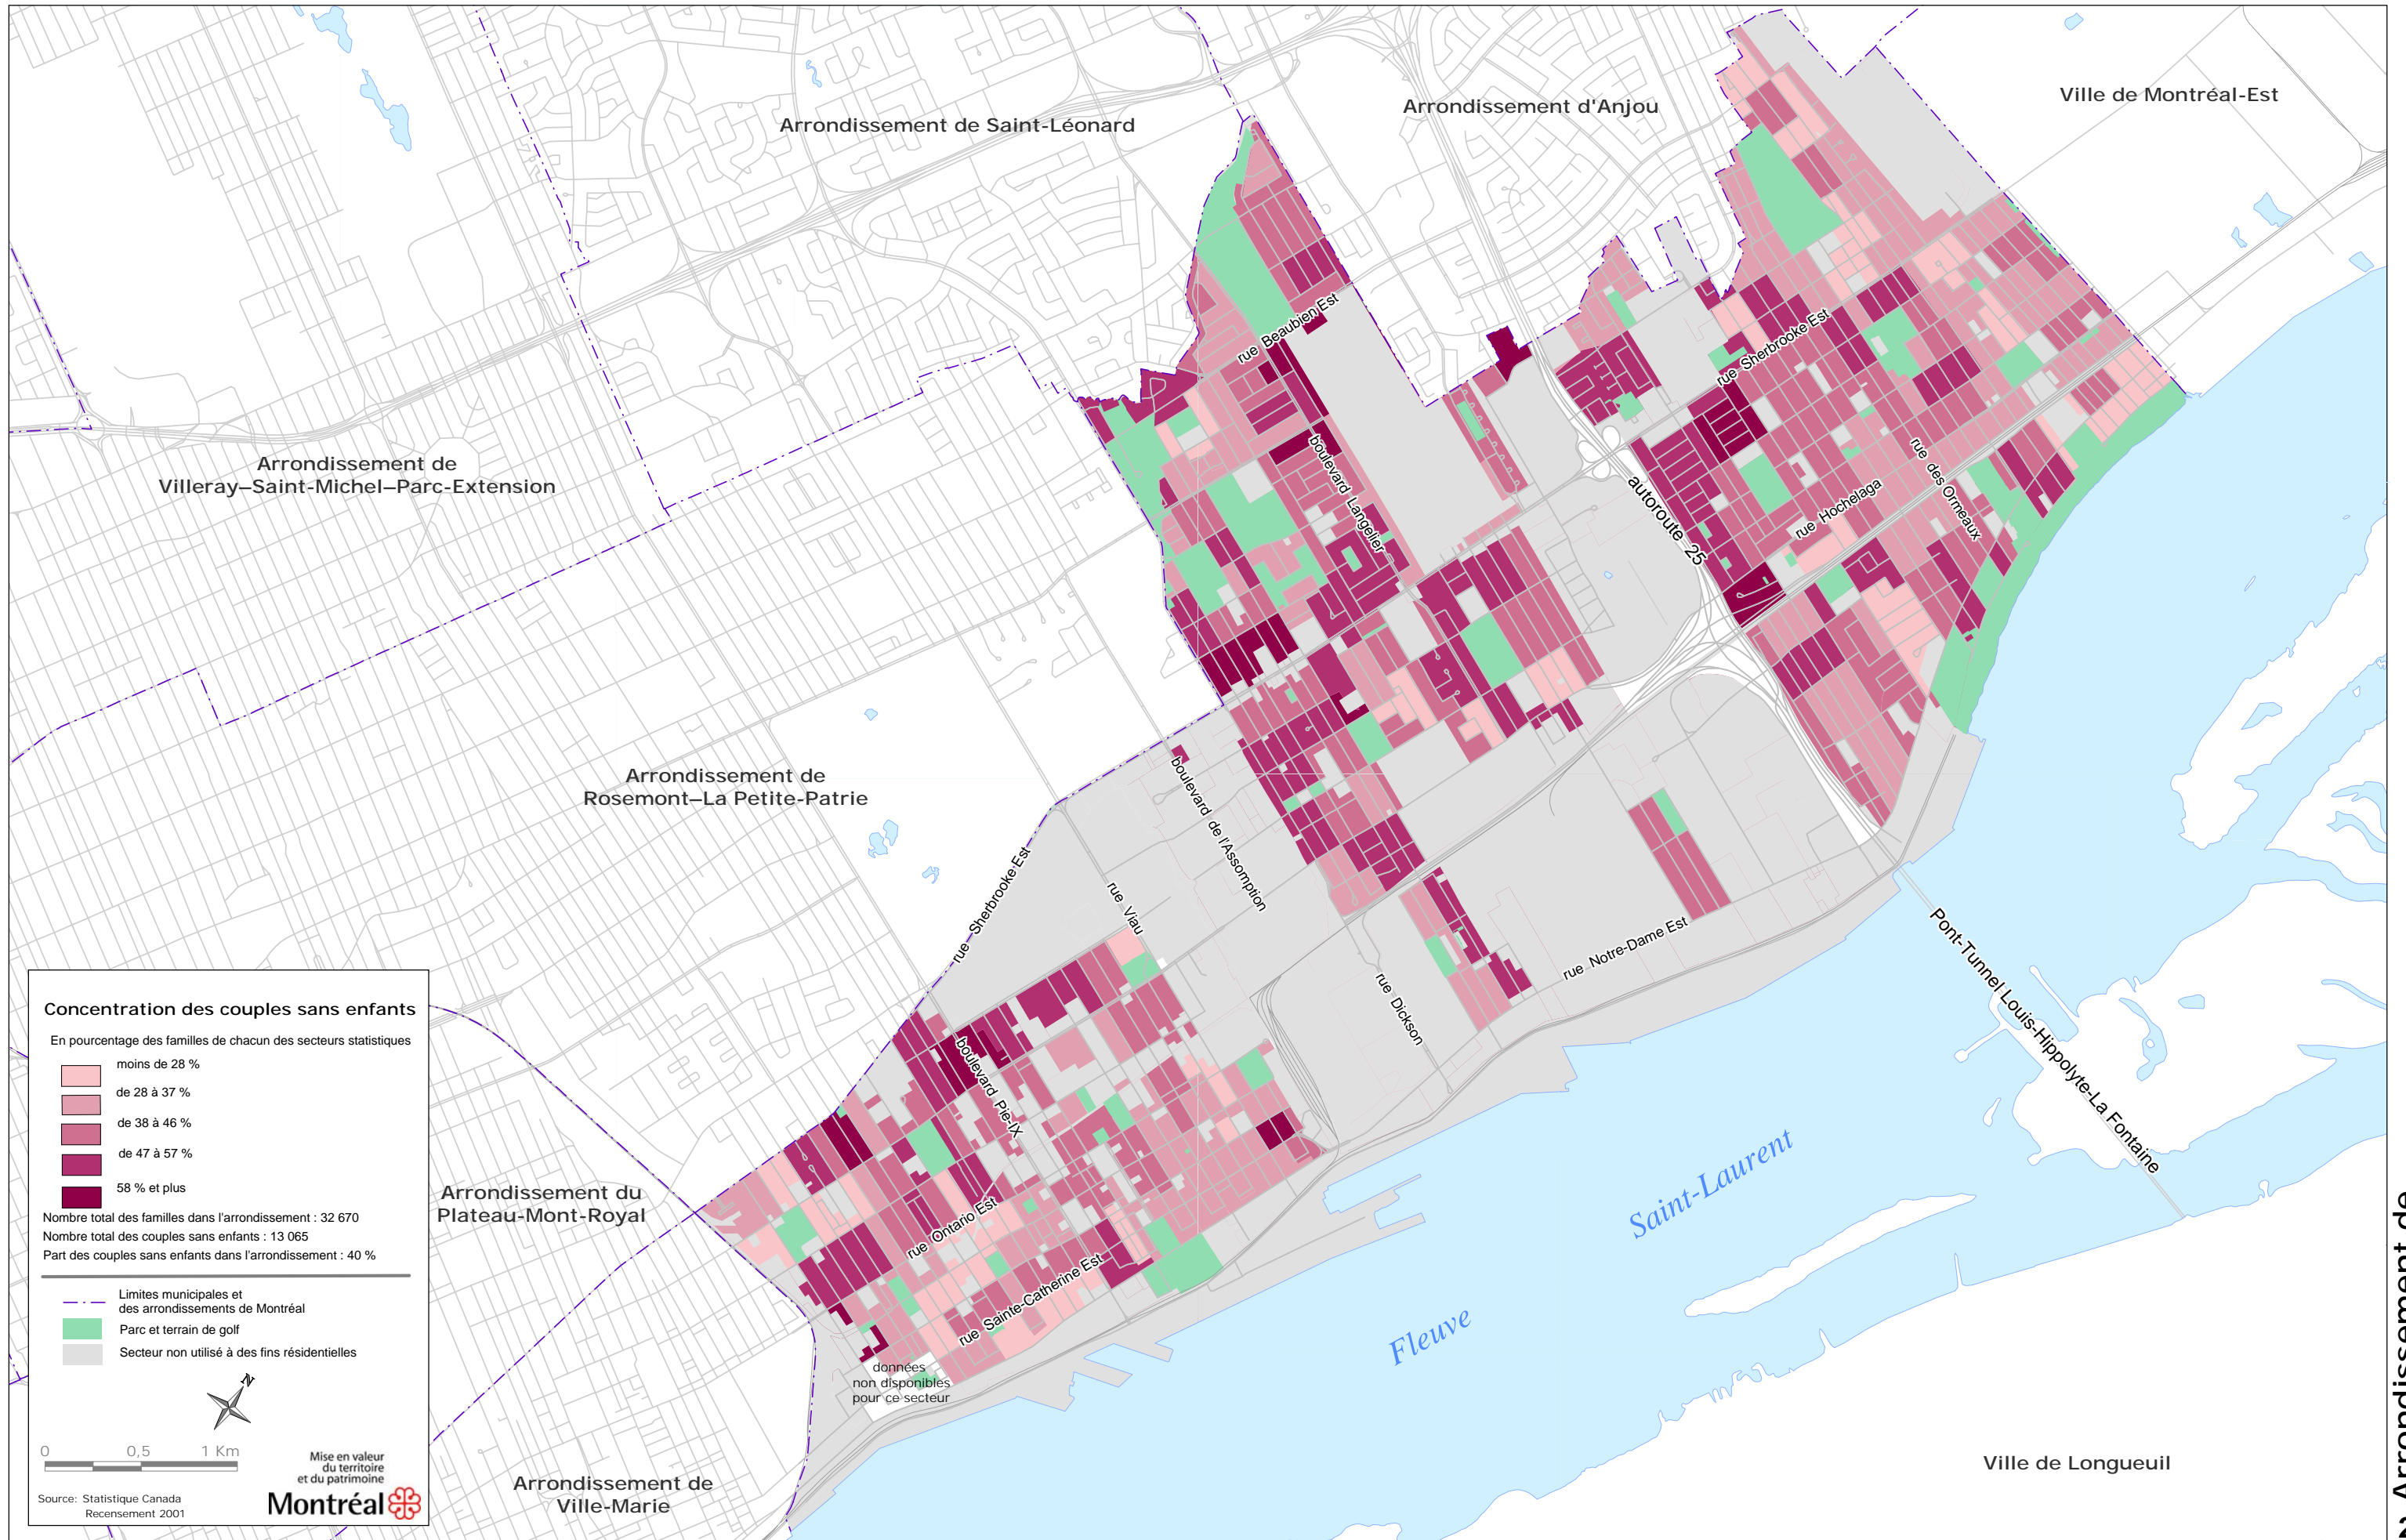 Arrondissement de Saint-Léonard
Arrondissement d'Anjou
Ville de Montréal-Est
Arrondissement de
Villeray–Saint-Michel–Parc-Extension
Arrondissement de
Rosemont–La Petite-Patrie
Arrondissement du
Plateau-Mont-Royal
Arrondissement de
Ville-Marie
Ville de Longueuil
rue Beaubien Est
boulevard Langelier
rue Sherbrooke Est
autoroute 25
rue Hochelaga
rue des Ormeaux
boulevard de l'Assomption
rue Viau
rue Sherbrooke Est
rue Dickson
rue Notre-Dame Est
Pont-Tunnel Louis-Hippolyte-La Fontaine
boulevard Pie-IX
rue Ontario Est
rue Sainte-Catherine Est
données
non disponibles
pour ce secteur
Fleuve
Saint-Laurent
Concentration des couples sans enfants
En pourcentage des familles de chacun des secteurs statistiques
moins de 28 %
de 28 à 37 %
de 38 à 46 %
de 47 à 57 %
58 % et plus
Nombre total des familles dans l'arrondissement : 32 670
Nombre total des couples sans enfants : 13 065
Part des couples sans enfants dans l'arrondissement : 40 %
Limites municipales et
des arrondissements de Montréal
Parc et terrain de golf
Secteur non utilisé à des fins résidentielles
N
0 0,5 1 Km
Mise en valeur
du territoire
et du patrimoine
Montréal
Source: Statistique Canada
Recensement 2001
Arrondissement de